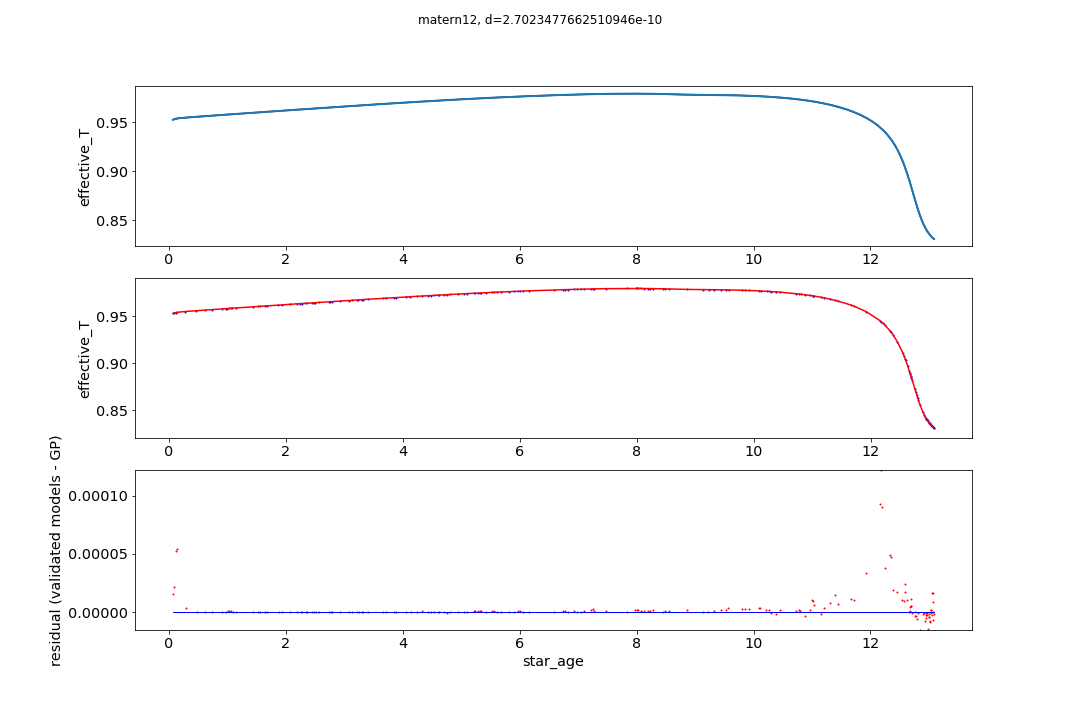 matern12, d=2.7023477662510946e-10
effective_T
0.95
0.90
0.85
0 2 4 6 8 10 12
effective_T
0.95
0.90
0.85
0 2 4 6 8 10 12
residual (validated models - GP)
0.00010
0.00005
0.00000
0 2 4 6 8 10 12
star_age